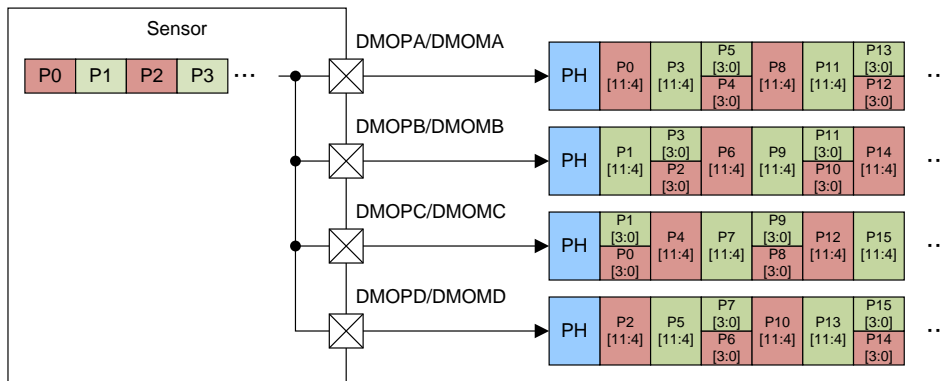 Sensor
P0 P1 P2 P3 ...
DMOPA/DMOMA
PH P0 [11:4] P3 [11:4] P5 [3:0] P4 [3:0] P8 [11:4] P11 [11:4] P13 [3:0] P12 [3:0] ..
DMOPB/DMOMB
PH P1 [11:4] P3 [3:0] P2 [3:0] P6 [11:4] P9 [11:4] P11 [3:0] P10 [3:0] P14 [11:4] ..
DMOPC/DMOMC
PH P1 [3:0] P0 [3:0] P4 [11:4] P7 [11:4] P9 [3:0] P8 [3:0] P12 [11:4] P15 [11:4] ..
DMOPD/DMOMD
PH P2 [11:4] P5 [11:4] P7 [3:0] P6 [3:0] P10 [11:4] P13 [11:4] P15 [3:0] P14 [3:0] ..